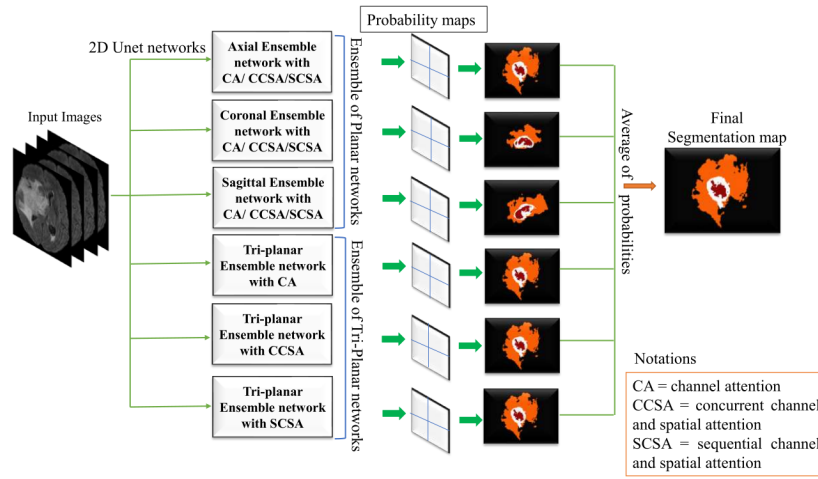 Probability maps
2D Unet networks
Input Images
Axial Ensemble
network with
CA/ CCSA/SCSA
Coronal Ensemble
network with
CA/ CCSA/SCSA
Sagittal Ensemble
network with
CA/ CCSA/SCSA
Tri-planar
Ensemble network
with CA
Tri-planar
Ensemble network
with CCSA
Tri-planar
Ensemble network
with SCSA
Ensemble of Planar networks
Ensemble of Tri-Planar networks
Average of probabilities
Final
Segmentation map
Notations
CA = channel attention
CCSA = concurrent channel
and spatial attention
SCSA = sequential channel
and spatial attention